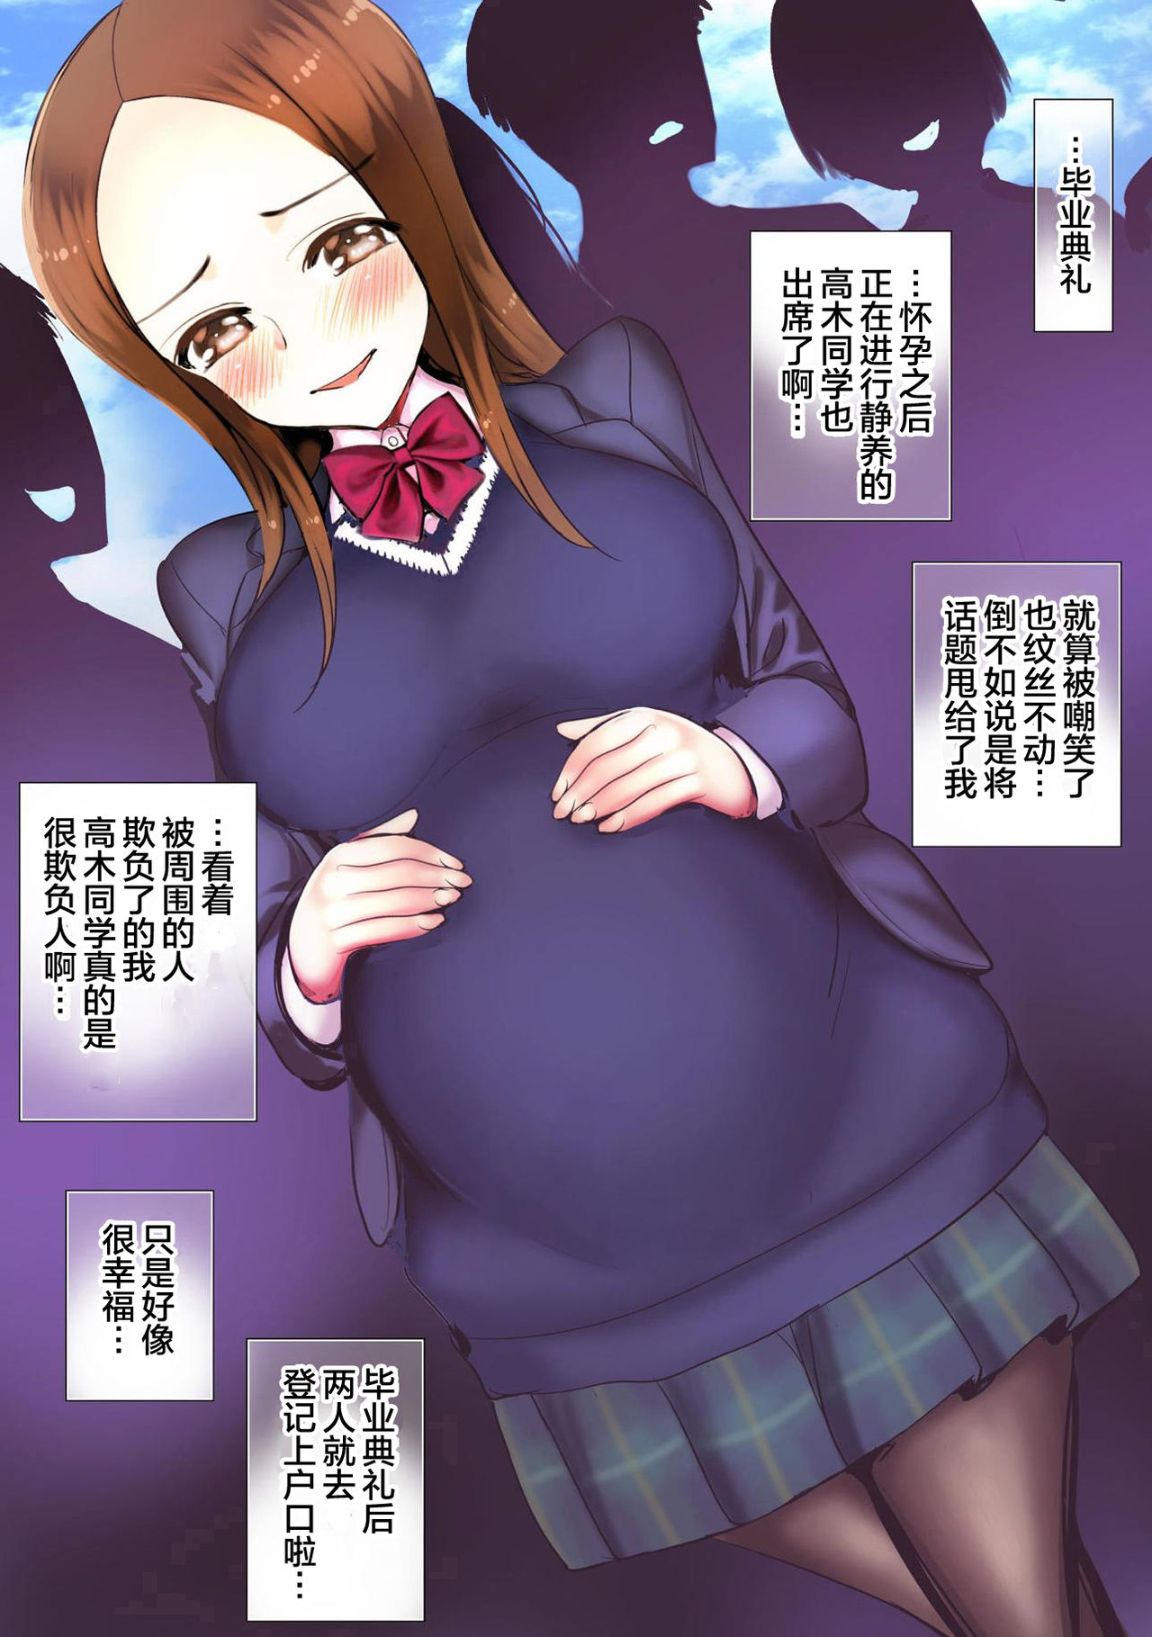 …毕业典礼
…怀孕之后
正在进行静养的
高木同学也
出席了啊…
就算被嘲笑了
也纹丝不动…
倒不如说是将
话题甩给了我
…看着
被周围的人
欺负了的我
高木同学真的是
很欺负人啊…
只是好像
很幸福…
毕业典礼后
两人就去
登记上户口啦…